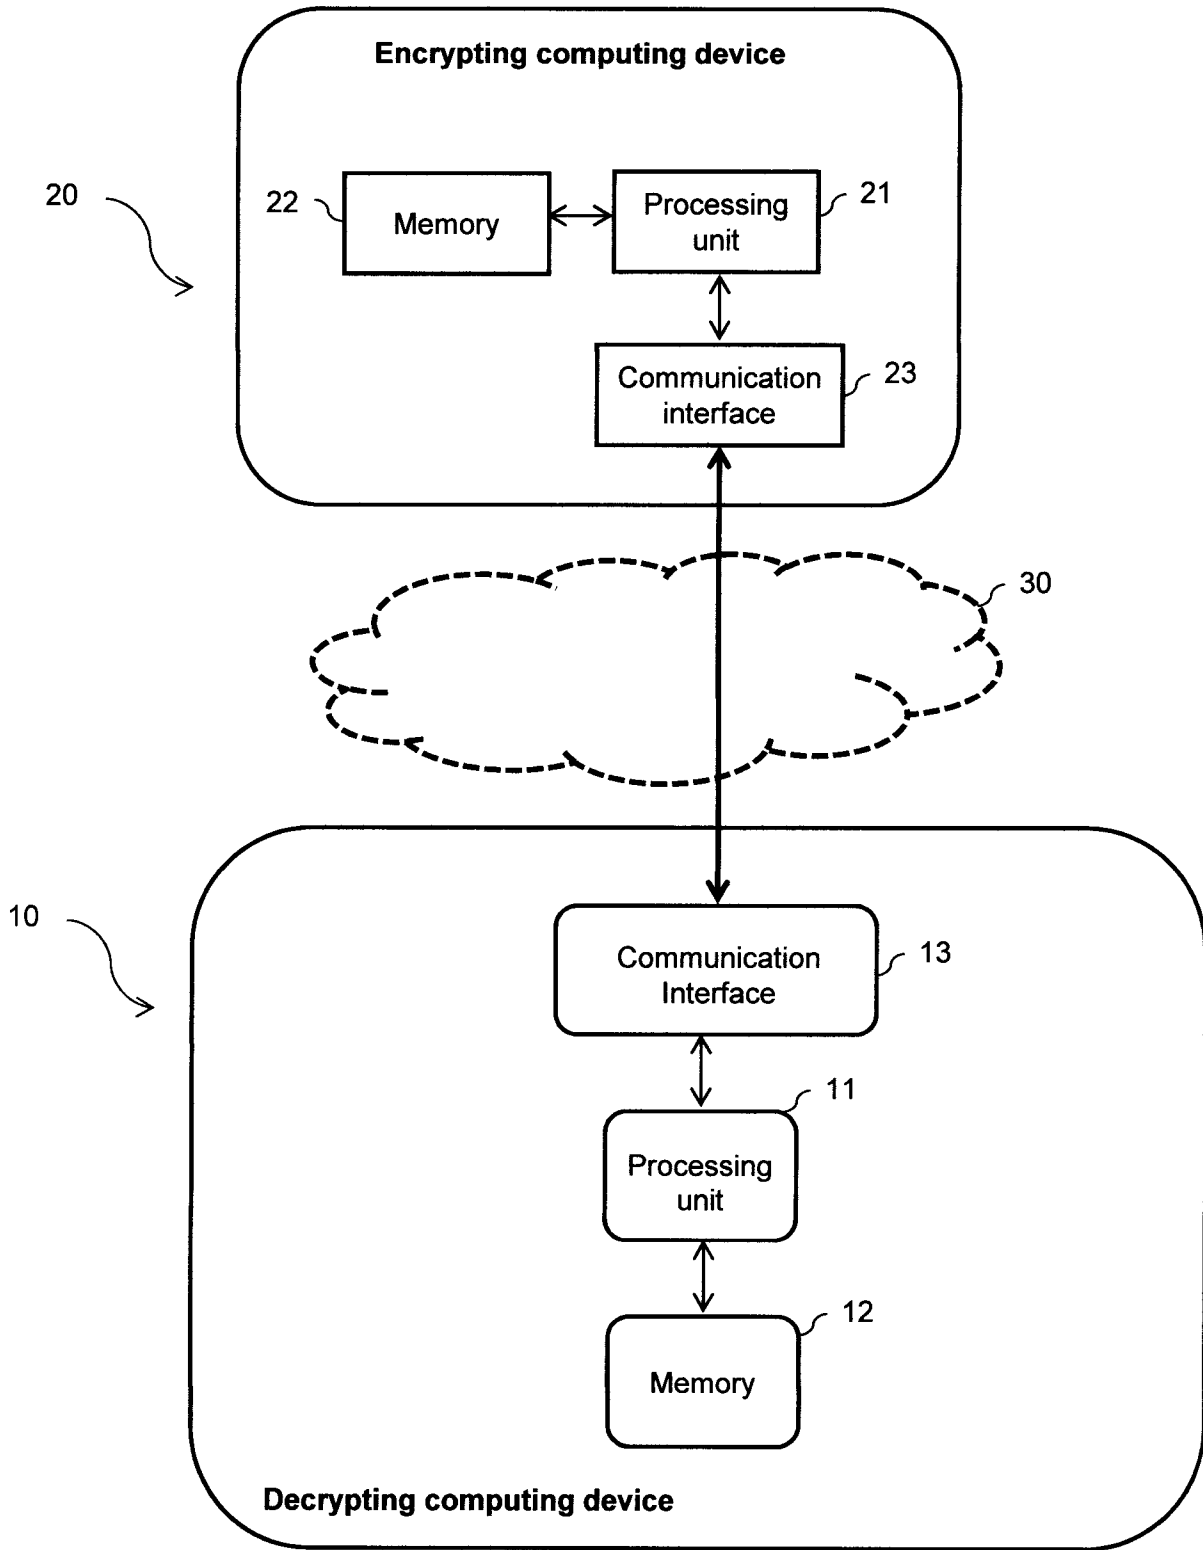 Encrypting computing device
20
22
Memory
Processing
unit
21
Communication
interface
23
30
10
Communication
Interface
13
11
Processing
unit
12
Memory
Decrypting computing device